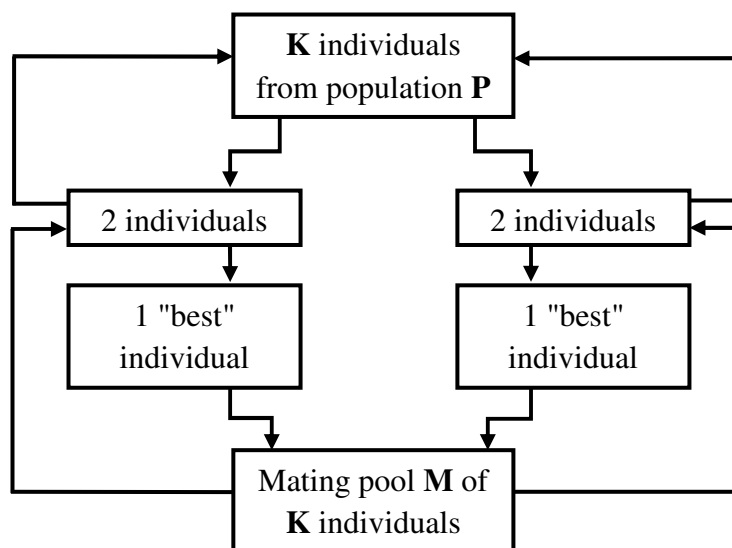 K individuals
from population P
2 individuals
2 individuals
1 "best"
individual
1 "best"
individual
Mating pool M of
K individuals